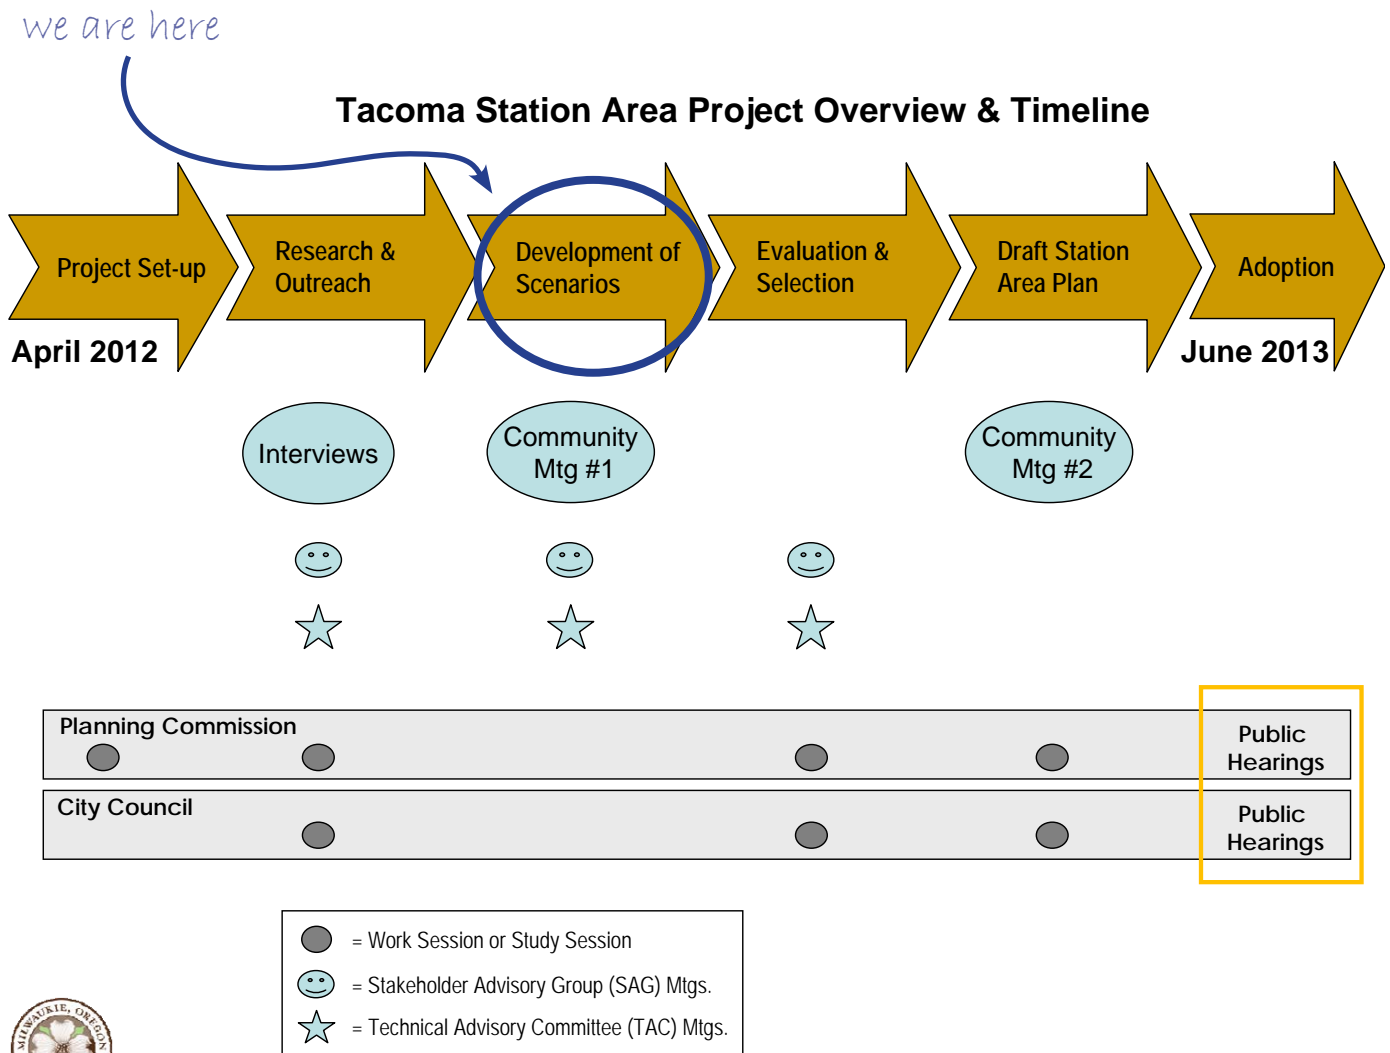 we are here
Tacoma Station Area Project Overview & Timeline
Project Set-up
Research &
Outreach
Development of
Scenarios
Evaluation &
Selection
Draft Station
Area Plan
Adoption
April 2012
June 2013
Interviews
Community
Mtg #1
Community
Mtg #2
Planning Commission
Public
Hearings
City Council
Public
Hearings
= Work Session or Study Session
= Stakeholder Advisory Group (SAG) Mtgs.
= Technical Advisory Committee (TAC) Mtgs.
MILWAUKIE, OREGON